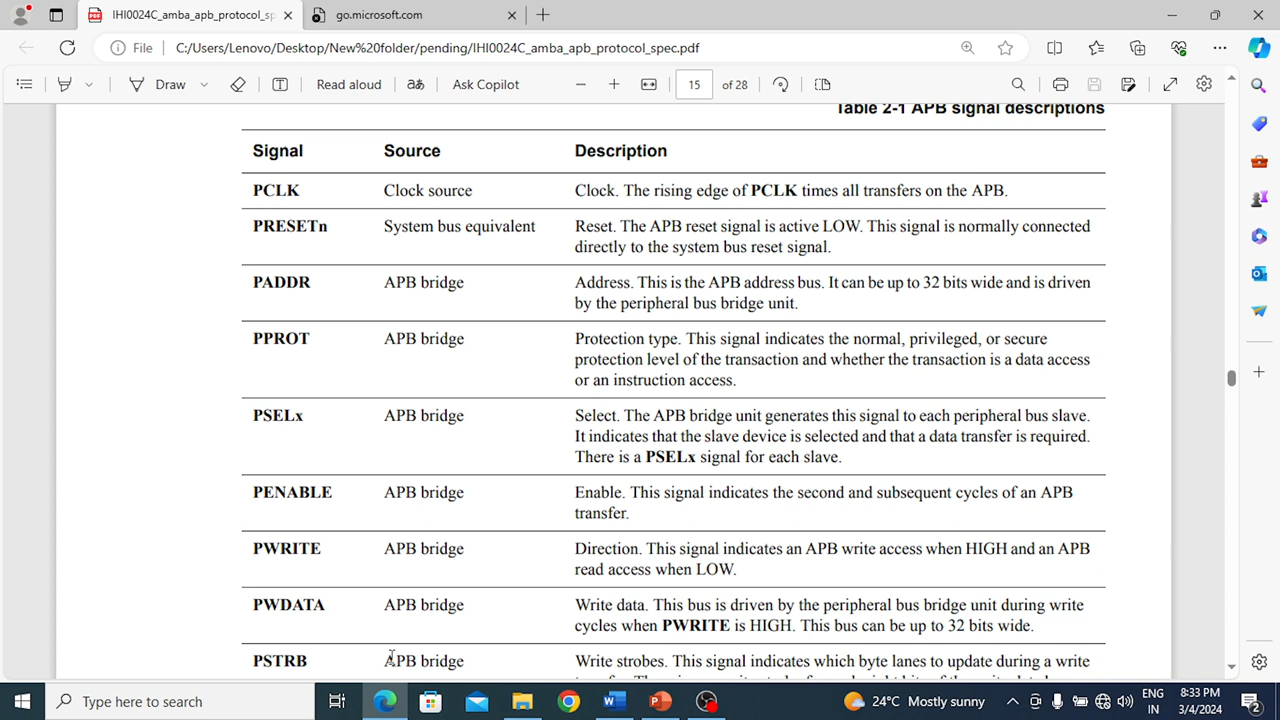 IHI0024C_amba_apb_protocol_sp
go.microsoft.com
File
C:/Users/Lenovo/Desktop/New%20folder/pending/IHI0024C_amba_apb_protocol_spec.pdf
Draw
Read aloud
aあ
Ask Copilot
15
of 28
Table 2-1 APB signal descriptions
Signal Source Description
PCLK Clock source Clock. The rising edge of PCLK times all transfers on the APB.
PRESETn System bus equivalent Reset. The APB reset signal is active LOW. This signal is normally connected
directly to the system bus reset signal.
PADDR APB bridge Address. This is the APB address bus. It can be up to 32 bits wide and is driven
by the peripheral bus bridge unit.
PPROT APB bridge Protection type. This signal indicates the normal, privileged, or secure
protection level of the transaction and whether the transaction is a data access
or an instruction access.
PSELx APB bridge Select. The APB bridge unit generates this signal to each peripheral bus slave.
It indicates that the slave device is selected and that a data transfer is required.
There is a PSELx signal for each slave.
PENABLE APB bridge Enable. This signal indicates the second and subsequent cycles of an APB
transfer.
PWRITE APB bridge Direction. This signal indicates an APB write access when HIGH and an APB
read access when LOW.
PWDATA APB bridge Write data. This bus is driven by the peripheral bus bridge unit during write
cycles when PWRITE is HIGH. This bus can be up to 32 bits wide.
PSTRB APB bridge Write strobes. This signal indicates which byte lanes to update during a write
Type here to search
24°C Mostly sunny
ENG
IN
8:33 PM
3/4/2024
2